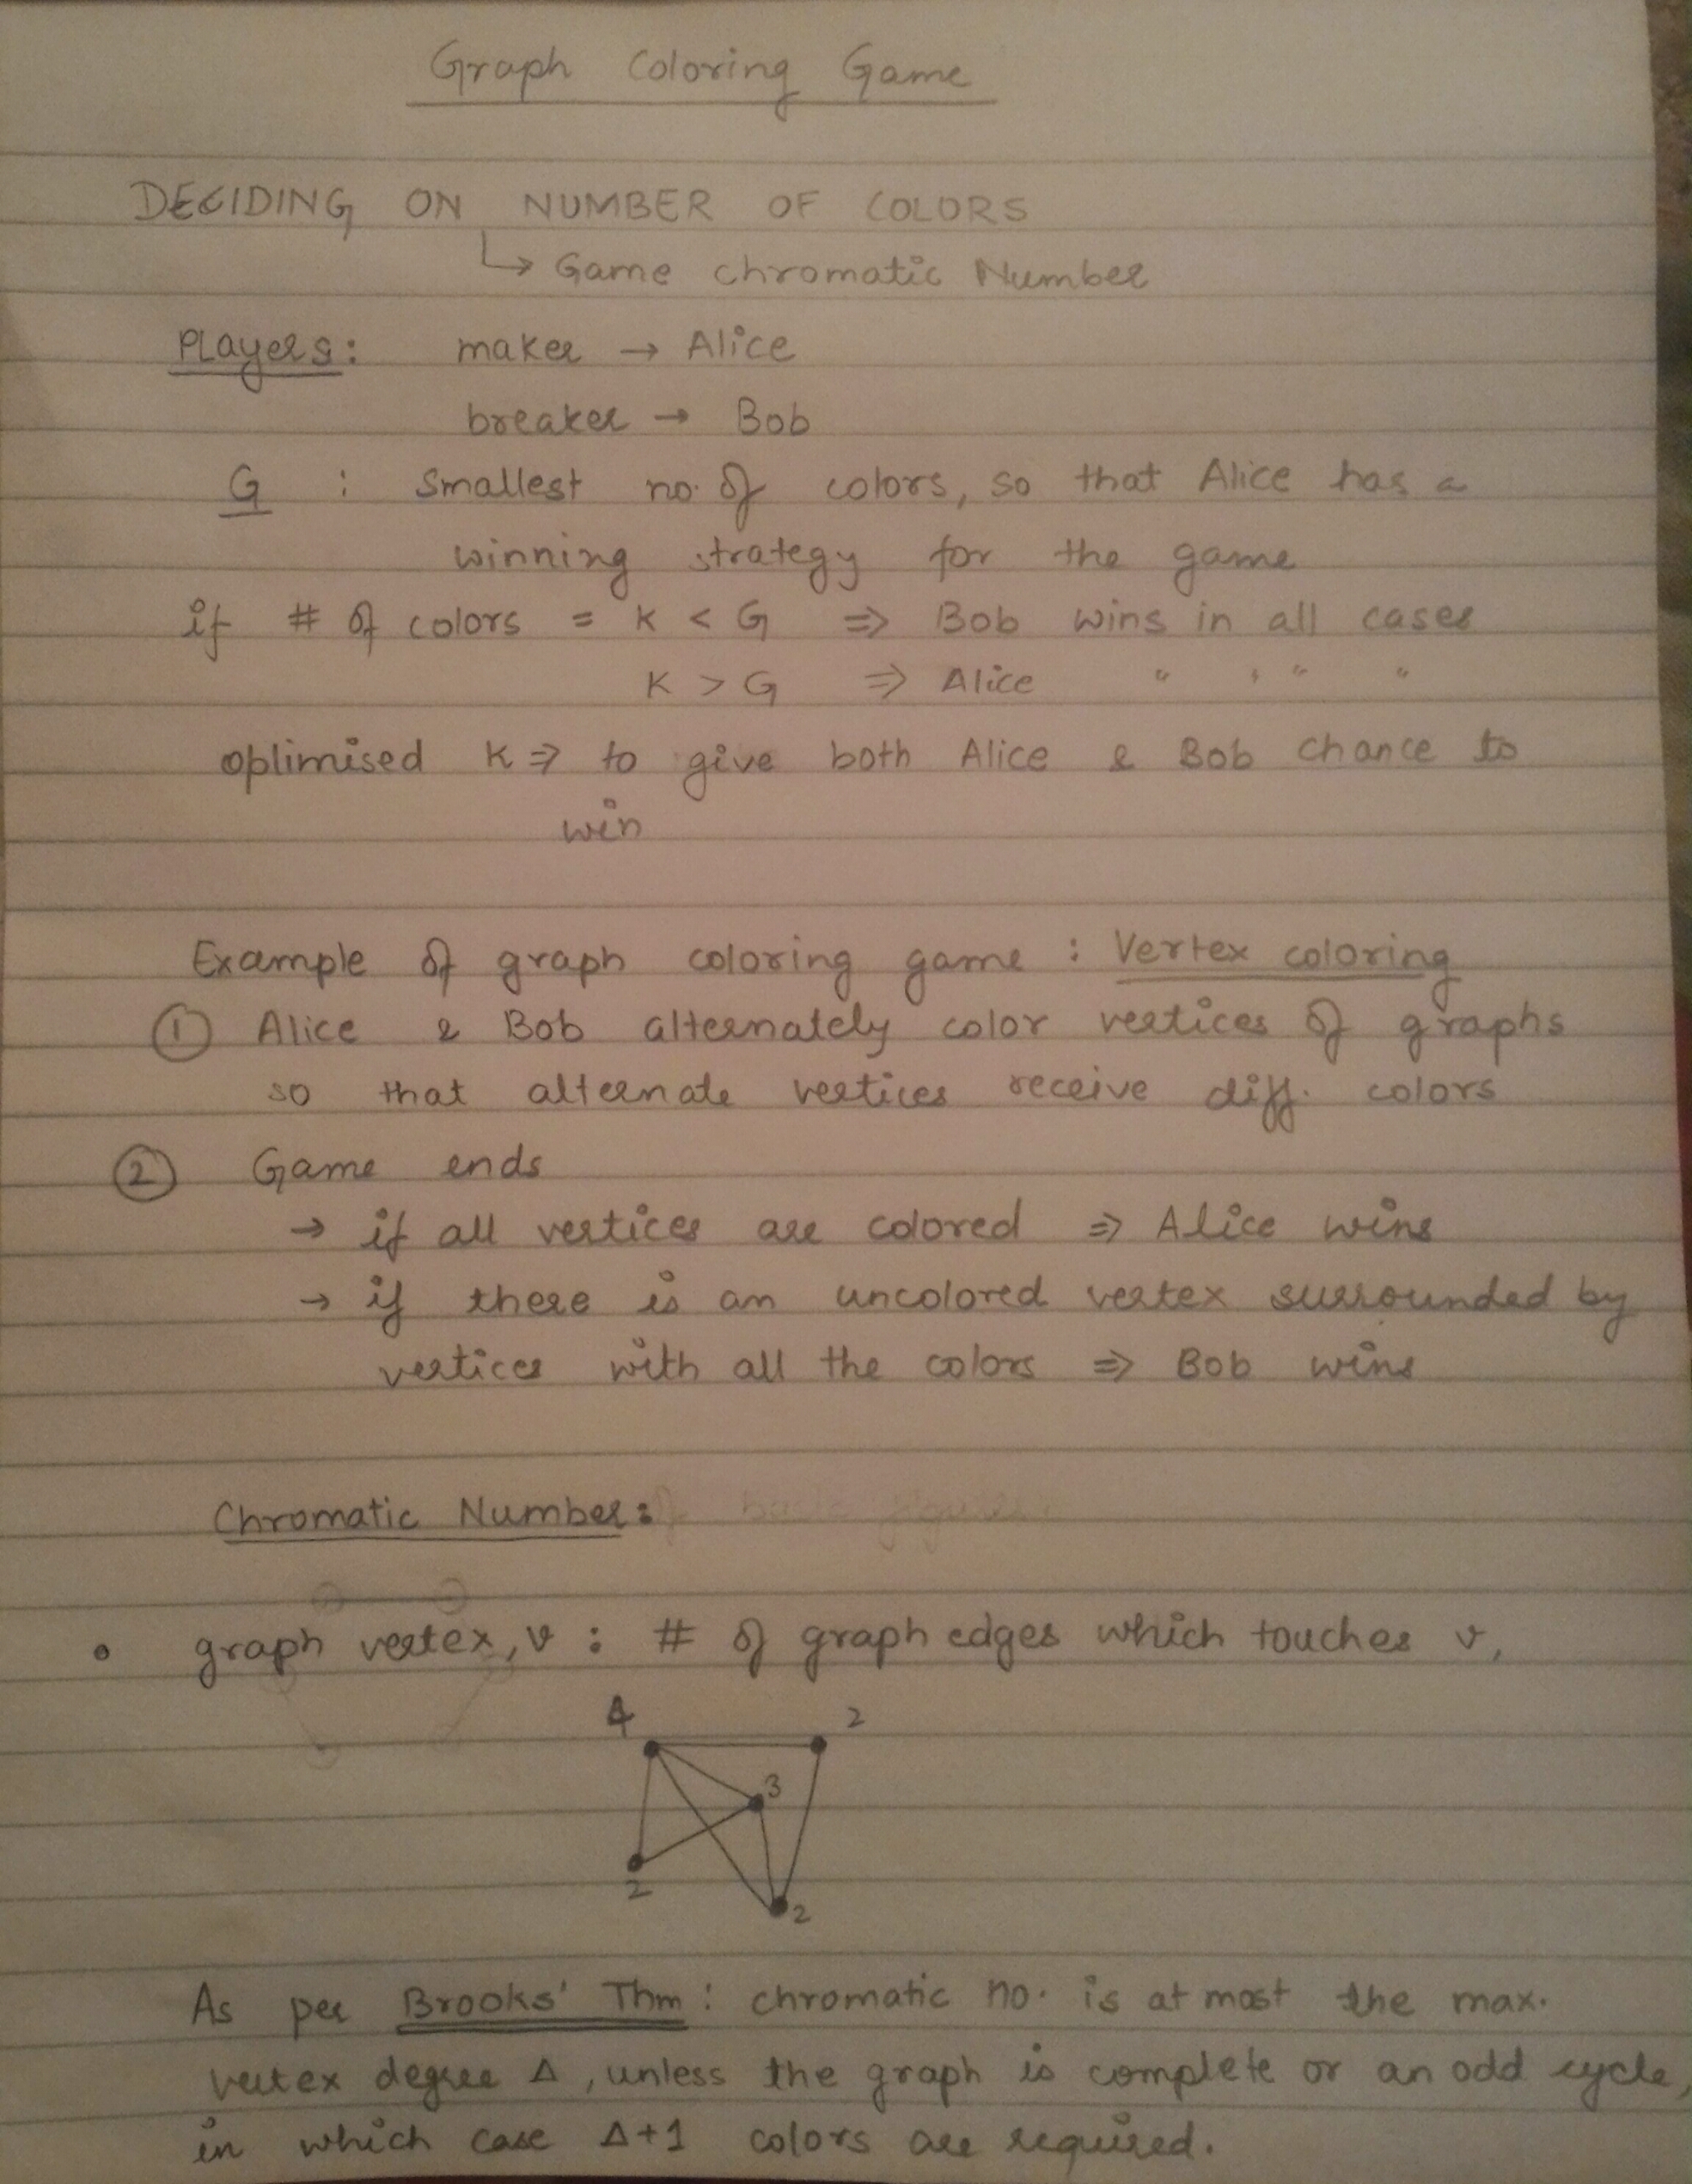 Graph Coloring Game
DECIDING ON NUMBER OF COLORS
↳ Game chromatic Number
PLayers: maker → Alice
breaker → Bob
G : Smallest no. of colors, so that Alice has a
winning strategy for the game
if # of colors = K < G ⇒ Bob wins in all cases
K > G ⇒ Alice " " " "
optimised K ⇒ to give both Alice & Bob chance to
win
Example of graph coloring game : Vertex coloring
① Alice & Bob alternately color vertices of graphs
so that alternate vertices receive diff. colors
② Game ends
→ if all vertices are colored ⇒ Alice wins
→ if there is an uncolored vertex surrounded by
vertices with all the colors ⇒ Bob wins
Chromatic Number:
• graph vertex, v : # of graph edges which touches v,
4 2
3
2
2
As per Brooks' Thm : chromatic no. is at most the max.
vertex degree Δ, unless the graph is complete or an odd cycle,
in which case Δ+1 colors are required.